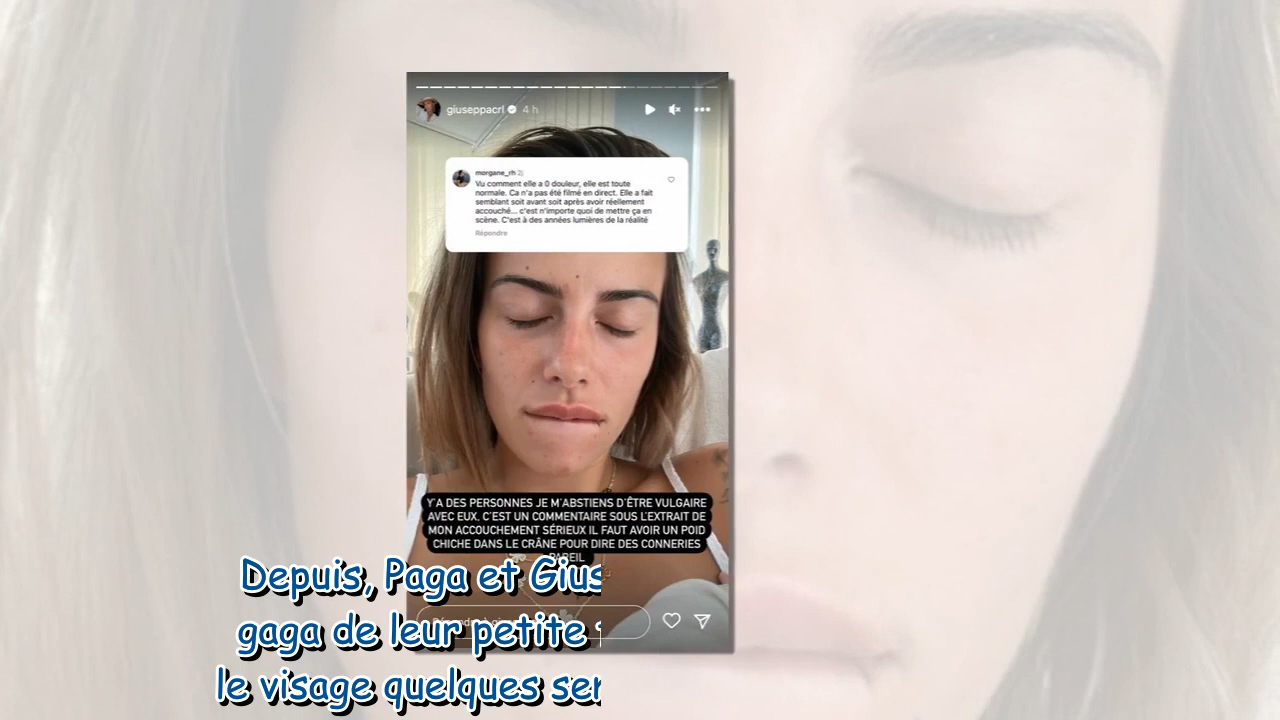 giuseppacrl 4 h
morgane_rh 2j
Vu comment elle a 0 douleur, elle est toute
normale. Ca n'a pas été filmé en direct. Elle a fait
semblant soit avant soit après avoir réellement
accouché... c'est n'importe quoi de mettre ça en
scène. C'est à des années lumières de la réalité
Répondre
Y'A DES PERSONNES JE M'ABSTIENS D'ÊTRE VULGAIRE
AVEC EUX. C'EST UN COMMENTAIRE SOUS L'EXTRAIT DE
MON ACCOUCHEMENT SÉRIEUX IL FAUT AVOIR UN POID
CHICHE DANS LE CRÂNE POUR DIRE DES CONNERIES
PAREIL
Depuis, Paga et Gius
gaga de leur petite
le visage quelques